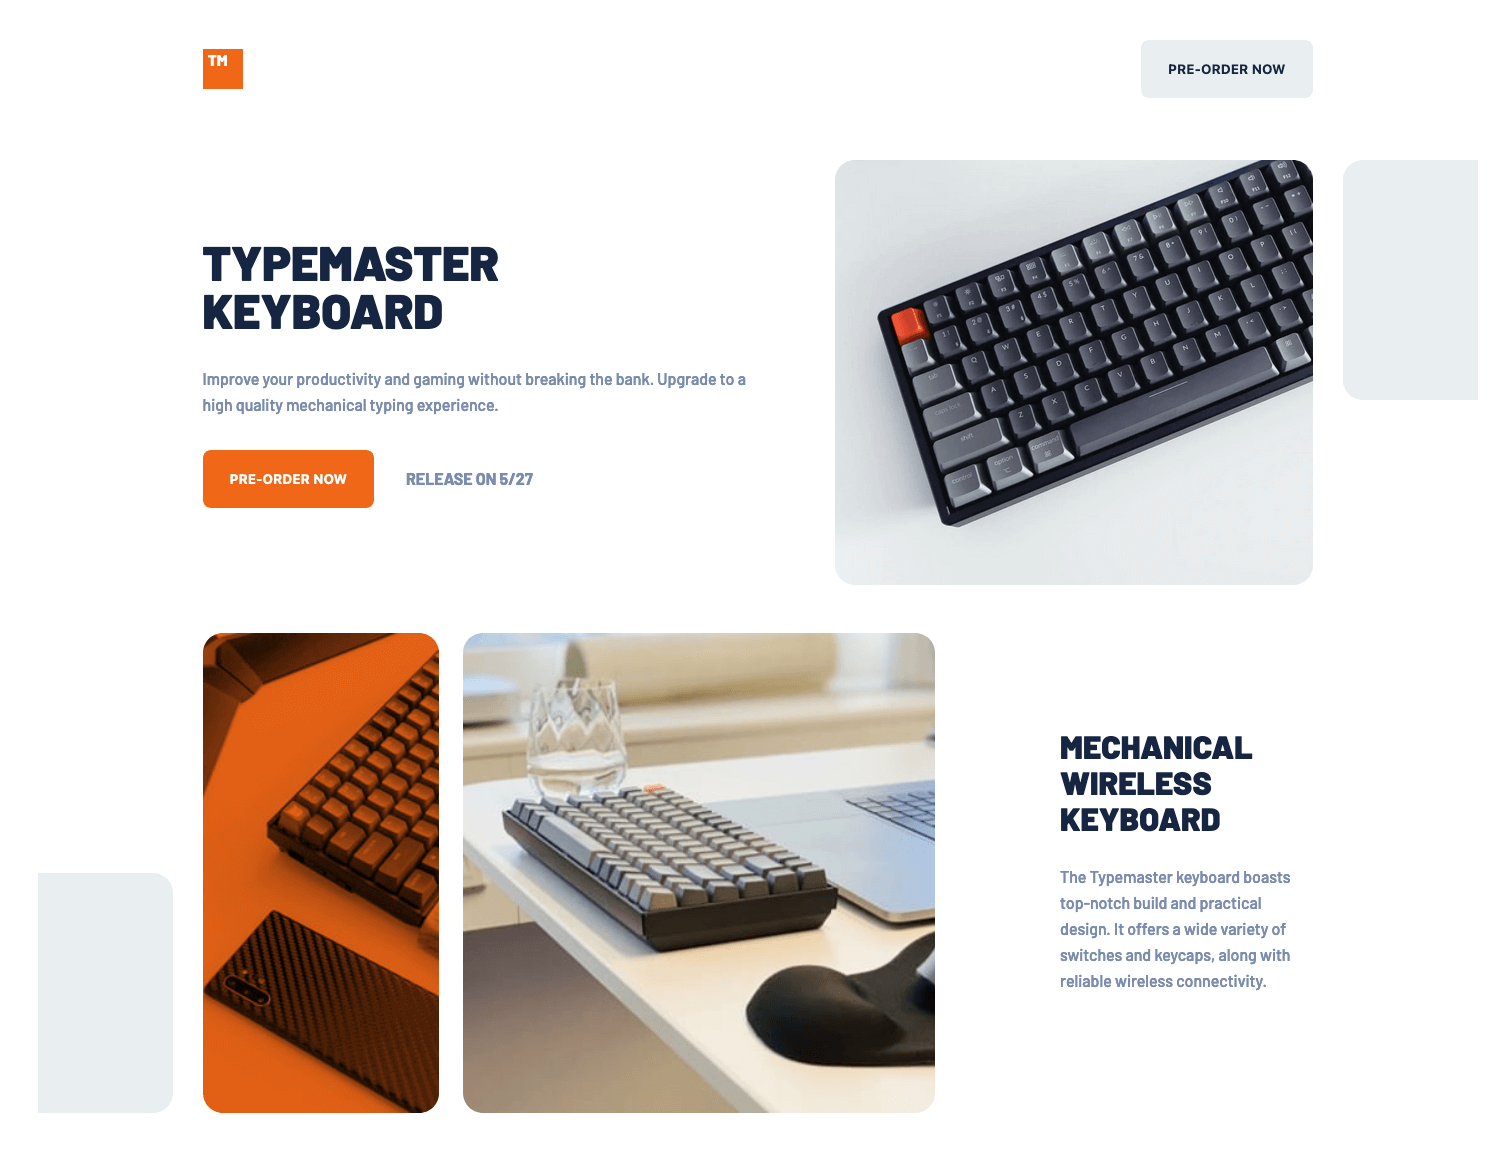 TM
PRE-ORDER NOW
TYPEMASTER
KEYBOARD
Improve your productivity and gaming without breaking the bank. Upgrade to a
high quality mechanical typing experience.
PRE-ORDER NOW
RELEASE ON 5/27
MECHANICAL
WIRELESS
KEYBOARD
The Typemaster keyboard boasts
top-notch build and practical
design. It offers a wide variety of
switches and keycaps, along with
reliable wireless connectivity.